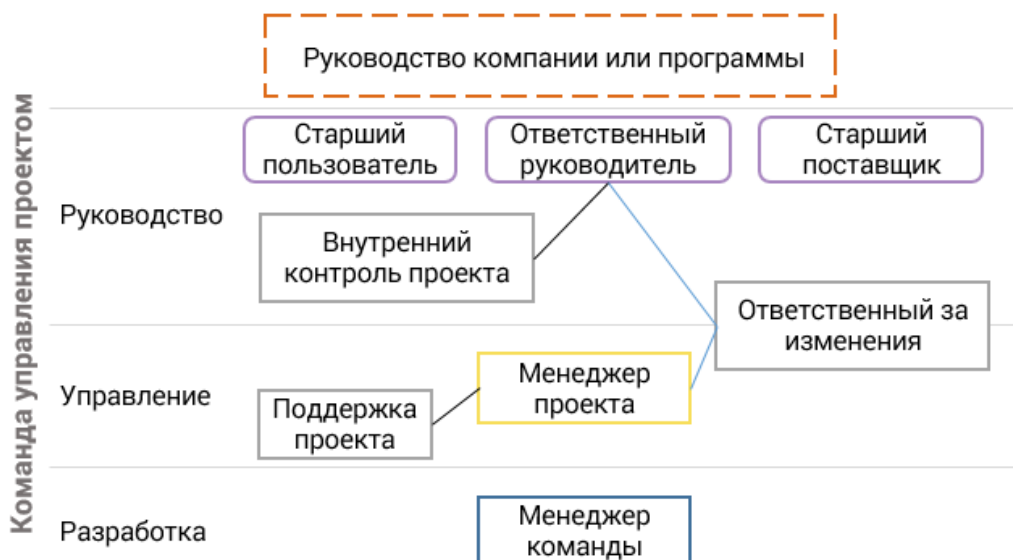 Руководство компании или программы
Команда управления проектом
Старший
пользователь
Ответственный
руководитель
Старший
поставщик
Руководство
Внутренний
контроль проекта
Ответственный за
изменения
Управление
Менеджер
проекта
Поддержка
проекта
Разработка
Менеджер
команды